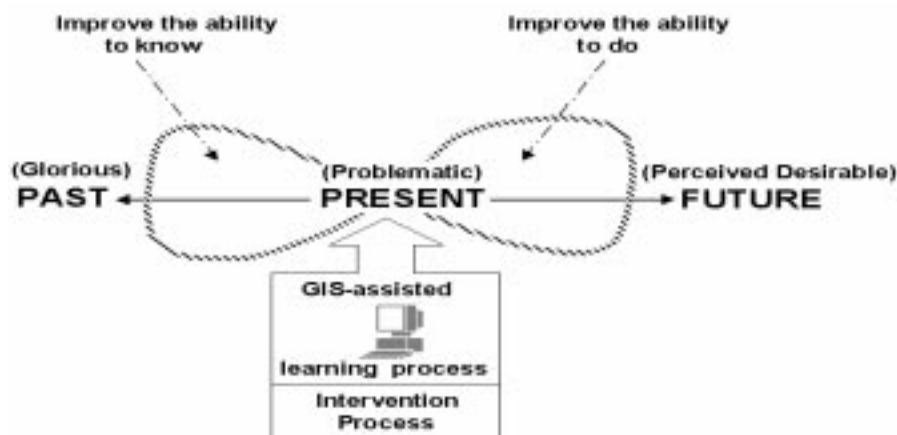 Improve the ability
to know
Improve the ability
to do
(Glorious)
PAST
(Problematic)
PRESENT
(Perceived Desirable)
FUTURE
GIS-assisted
learning process
Intervention
Process